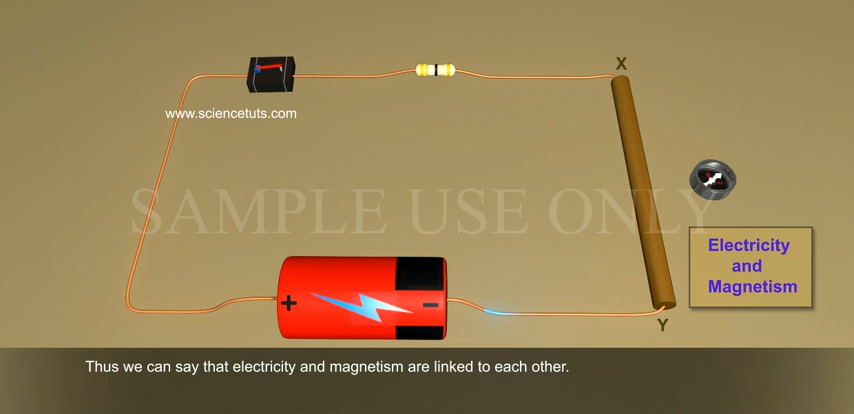 X
www.sciencetuts.com
SAMPLE USE ONLY
Electricity
and
Magnetism
+
–
Y
Thus we can say that electricity and magnetism are linked to each other.